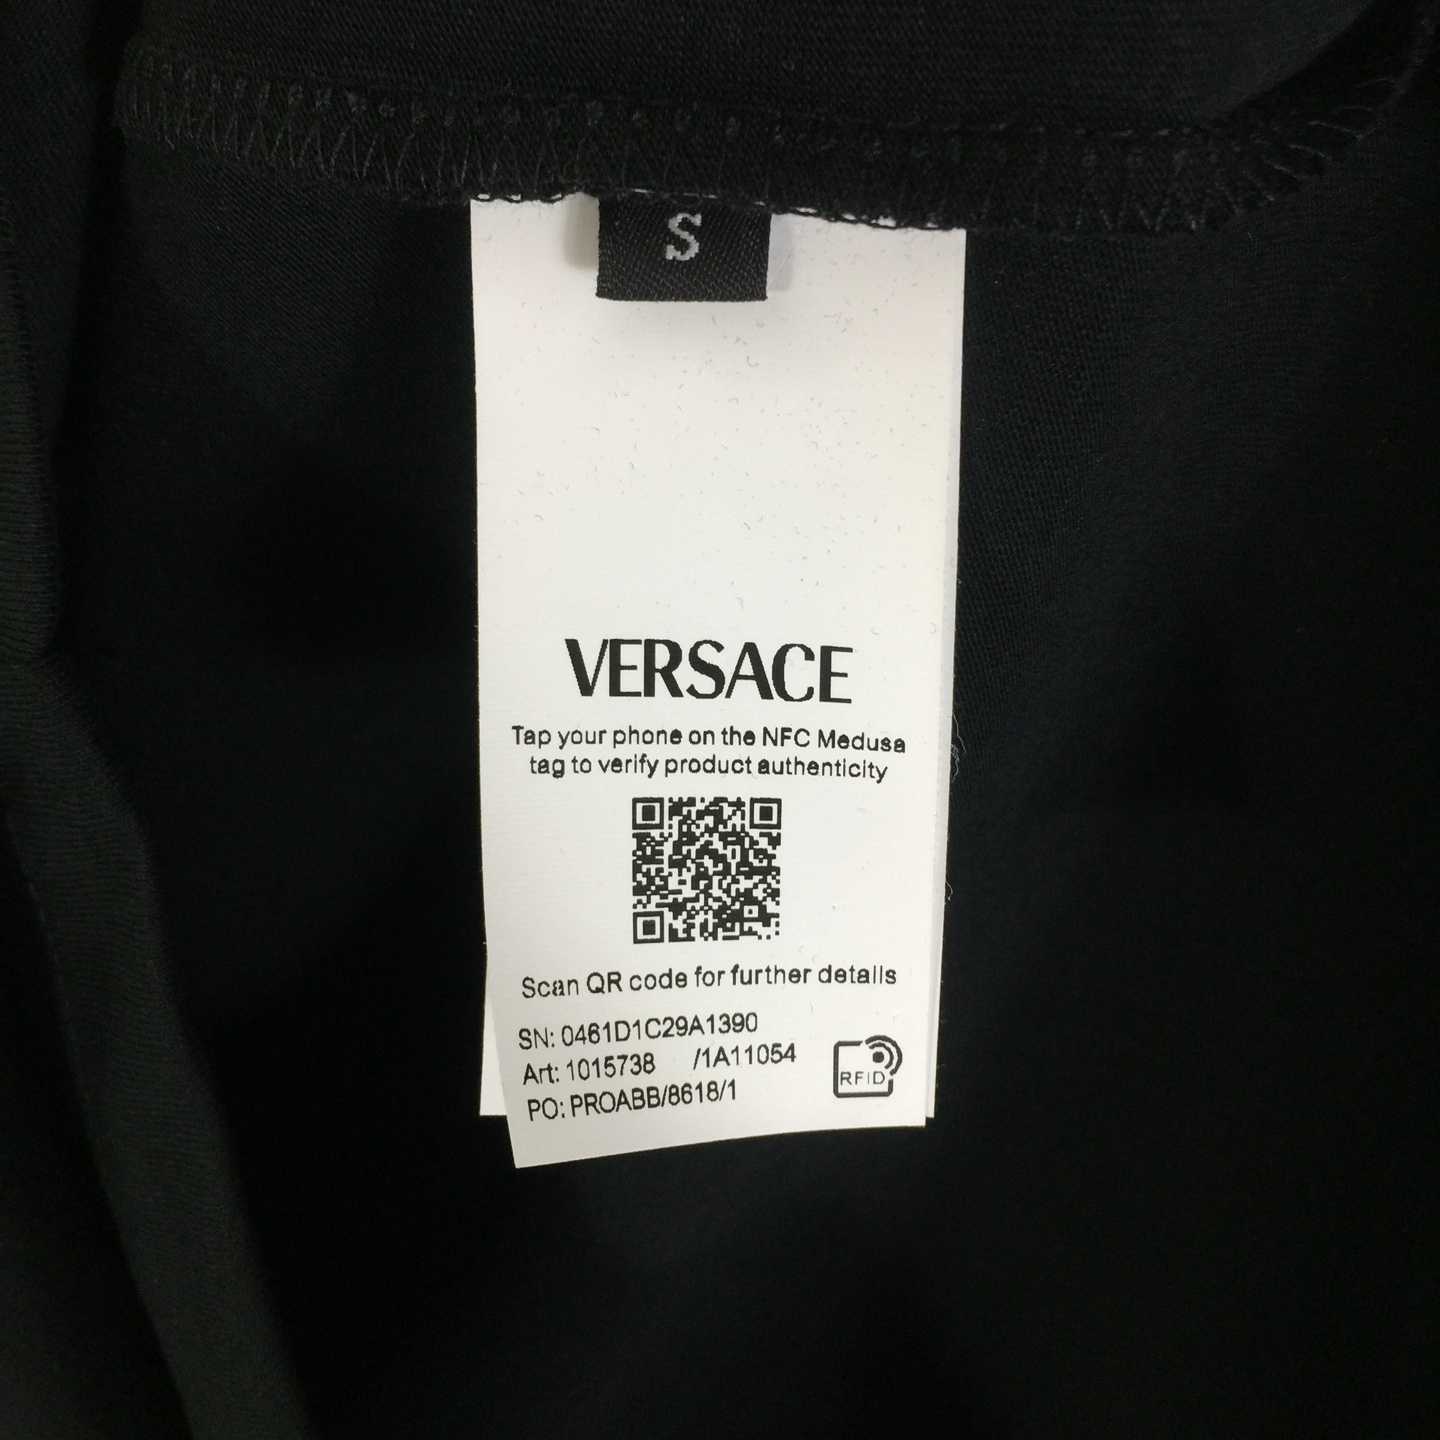 S
VERSACE
Tap your phone on the NFC Medusa
tag to verify product authenticity
Scan QR code for further details
SN: 0461D1C29A1390
Art: 1015738 /1A11054
PO: PROABB/8618/1
RFID